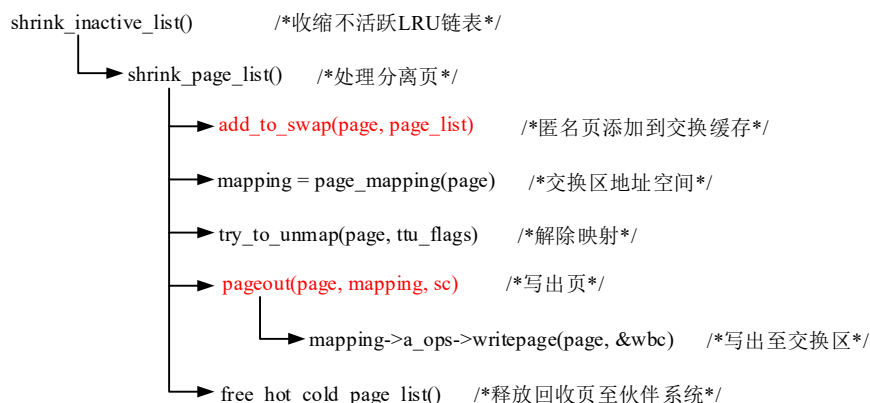 shrink_inactive_list() /*收缩不活跃LRU链表*/
shrink_page_list() /*处理分离页*/
add_to_swap(page, page_list) /*匿名页添加到交换缓存*/
mapping = page_mapping(page) /*交换区地址空间*/
try_to_unmap(page, ttu_flags) /*解除映射*/
pageout(page, mapping, sc) /*写出页*/
mapping->a_ops->writepage(page, &wbc) /*写出至交换区*/
free_hot_cold_page_list() /*释放回收页至伙伴系统*/